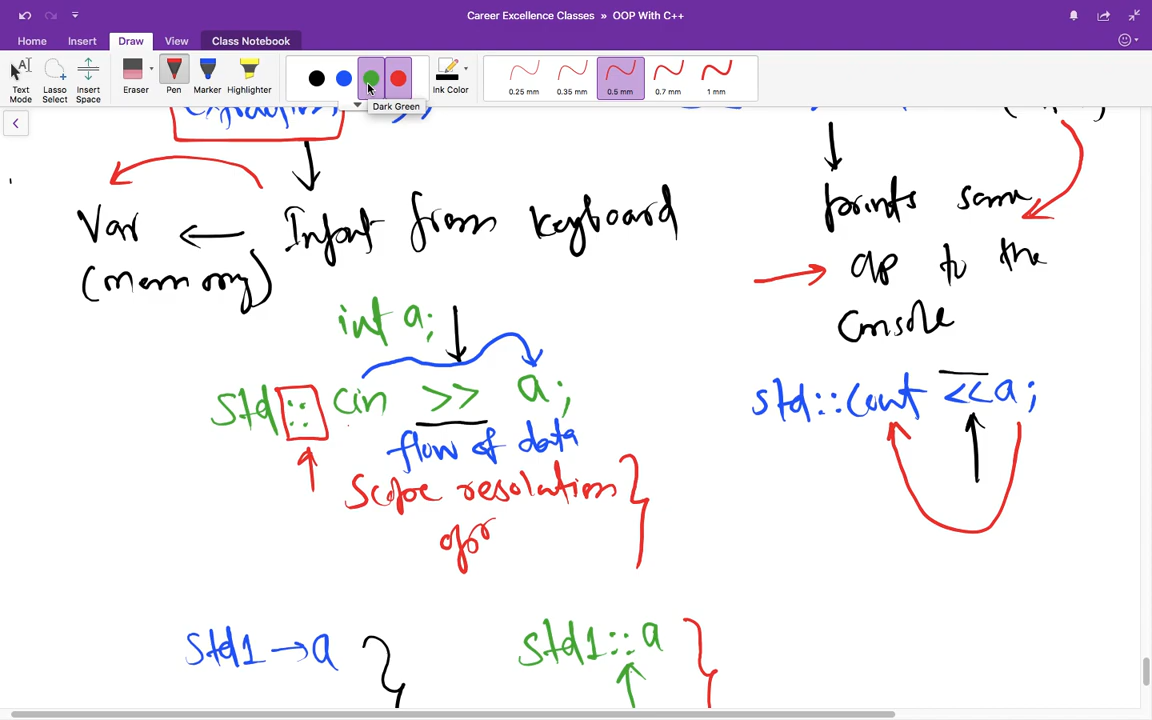 Career Excellence Classes » OOP With C++
Home Insert Draw View Class Notebook
Text Mode
Lasso Select
Insert Space
Eraser
Pen
Marker
Highlighter
Ink Color
0.25 mm
0.35 mm
0.5 mm
0.7 mm
1 mm
Dark Green
Var ← Input from keyboard
(memory)
prints same
op to the
Console
int a;
std::cin >> a;
flow of data
Scope resolution
opr
std::cout <<a;
std1 → a
std1::a